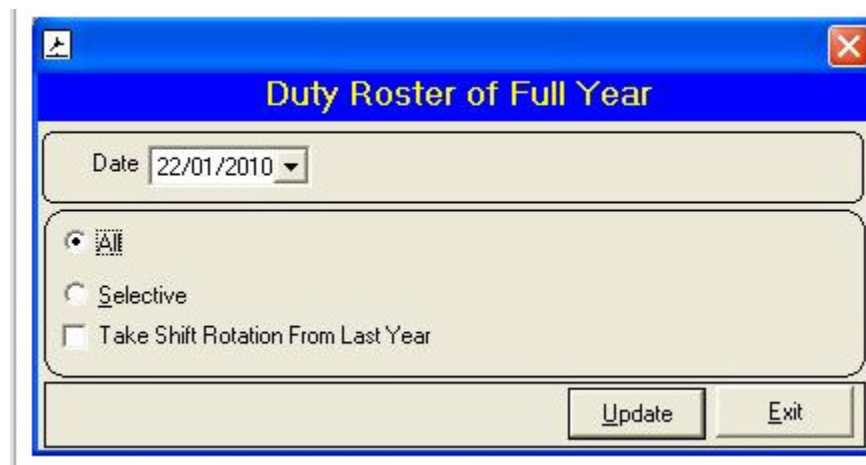 Duty Roster of Full Year
Date 22/01/2010
All
Selective
Take Shift Rotation From Last Year
Update Exit